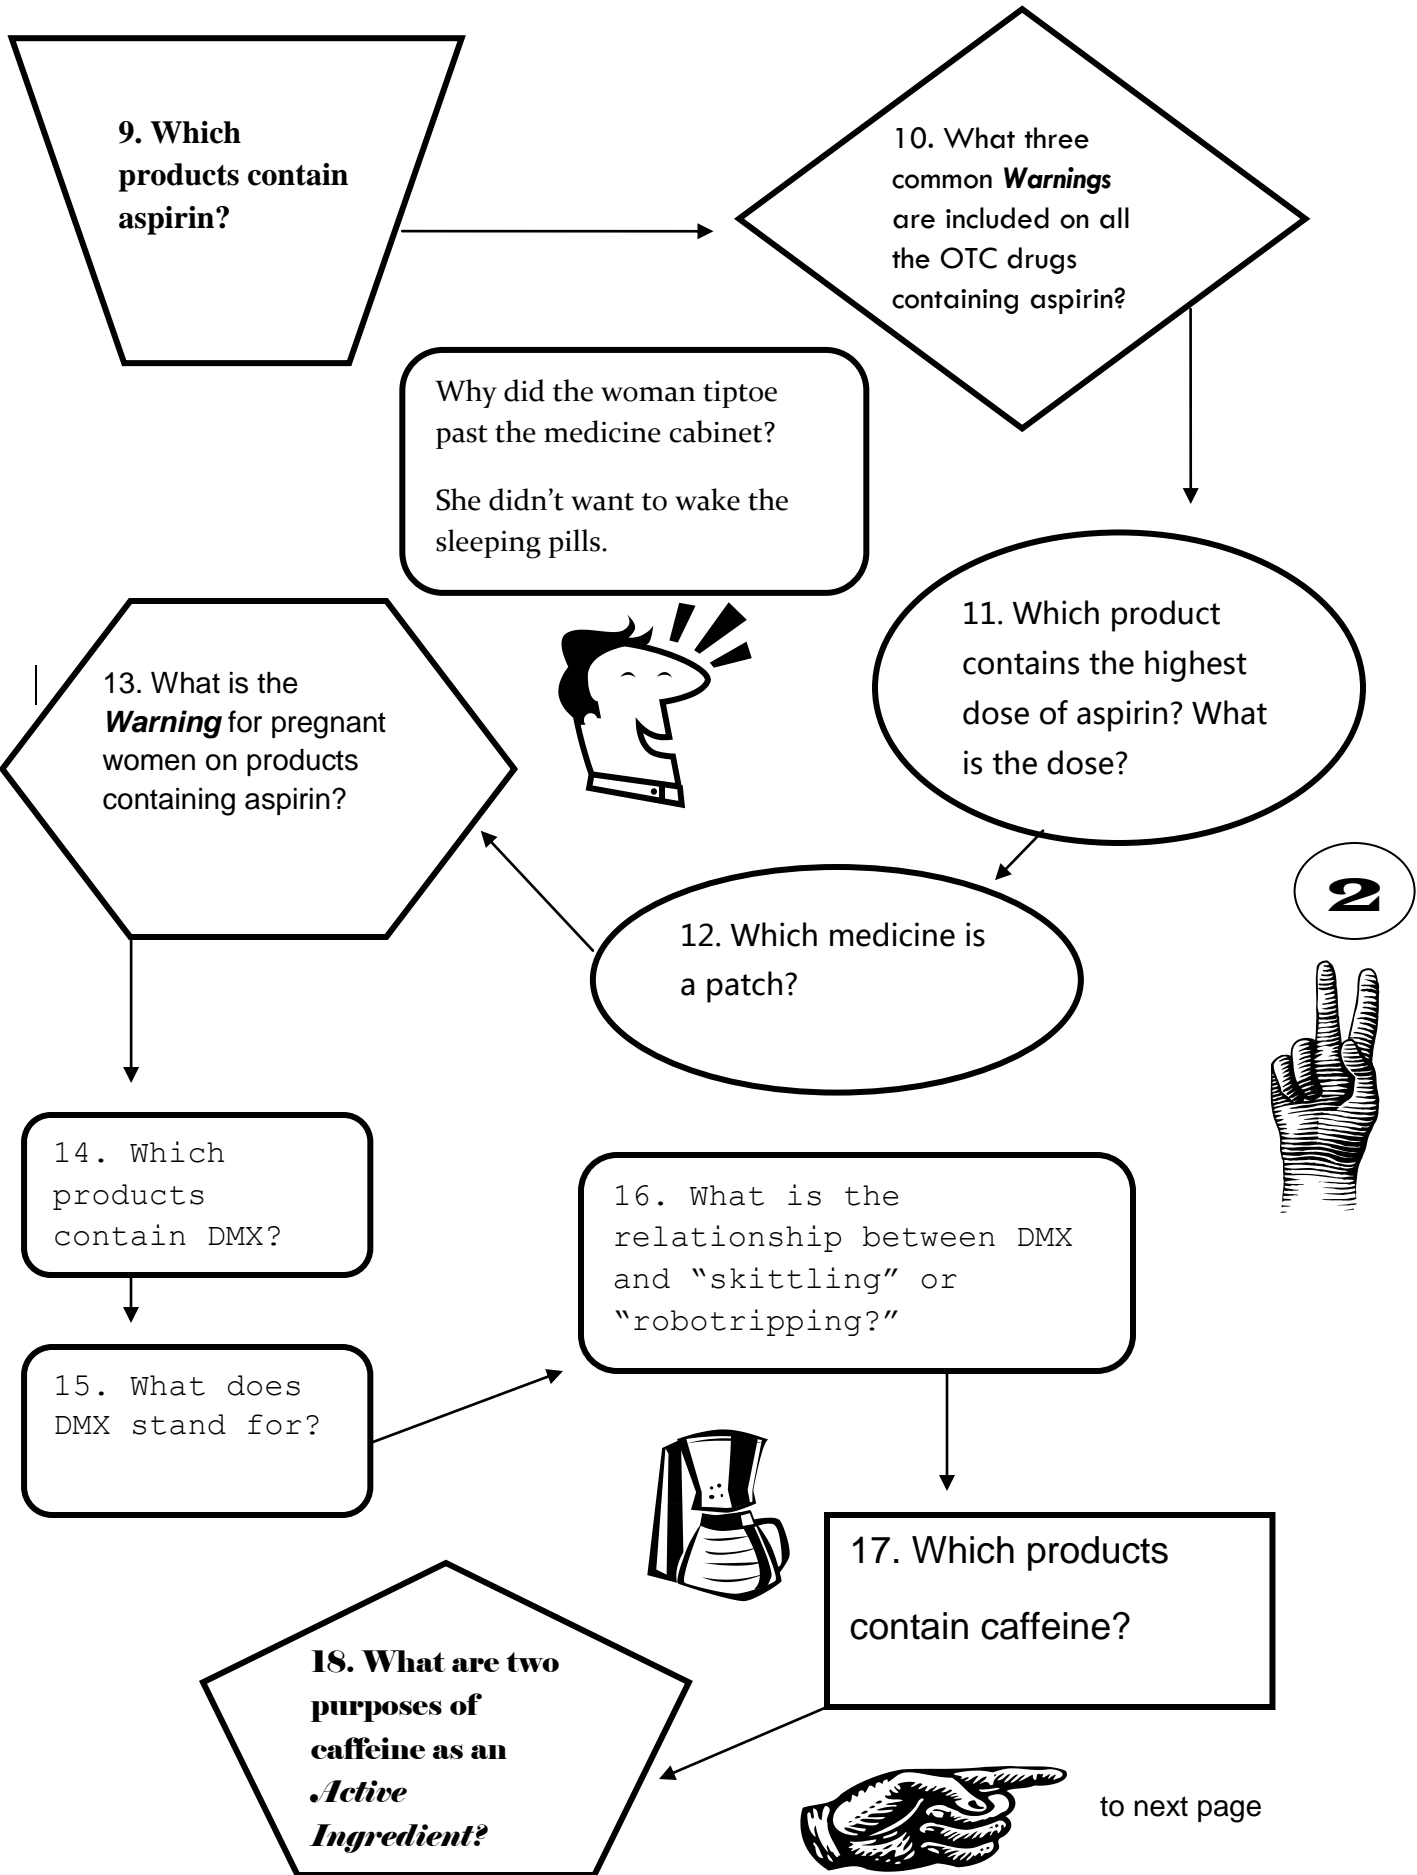 9. Which
products contain
aspirin?
10. What three
common Warnings
are included on all
the OTC drugs
containing aspirin?
Why did the woman tiptoe
past the medicine cabinet?
She didn’t want to wake the
sleeping pills.
11. Which product
contains the highest
dose of aspirin? What
is the dose?
13. What is the
Warning for pregnant
women on products
containing aspirin?
2
12. Which medicine is
a patch?
14. Which
products
contain DMX?
15. What does
DMX stand for?
16. What is the
relationship between DMX
and “skittling” or
“robotripping?”
17. Which products
contain caffeine?
18. What are two
purposes of
caffeine as an
Active
Ingredient?
to next page